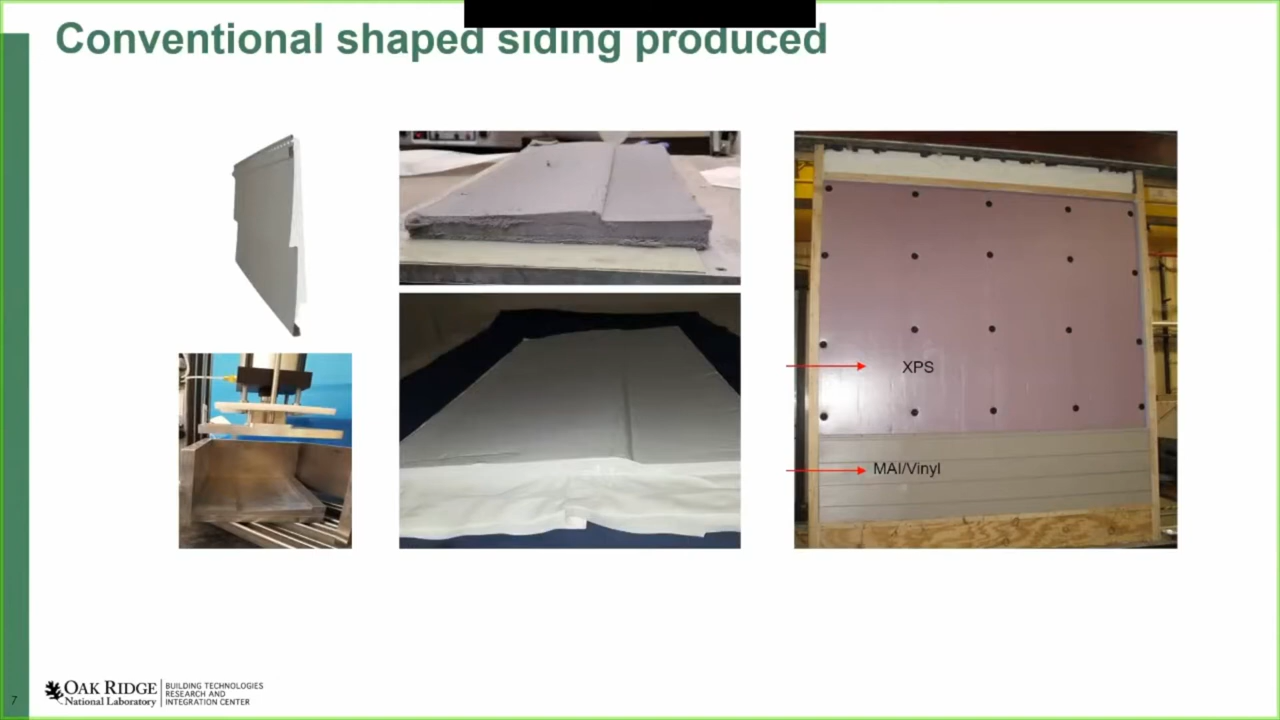 Conventional shaped siding produced
XPS
MAI/Vinyl
7
OAK RIDGE
National Laboratory
BUILDING TECHNOLOGIES
RESEARCH AND
INTEGRATION CENTER